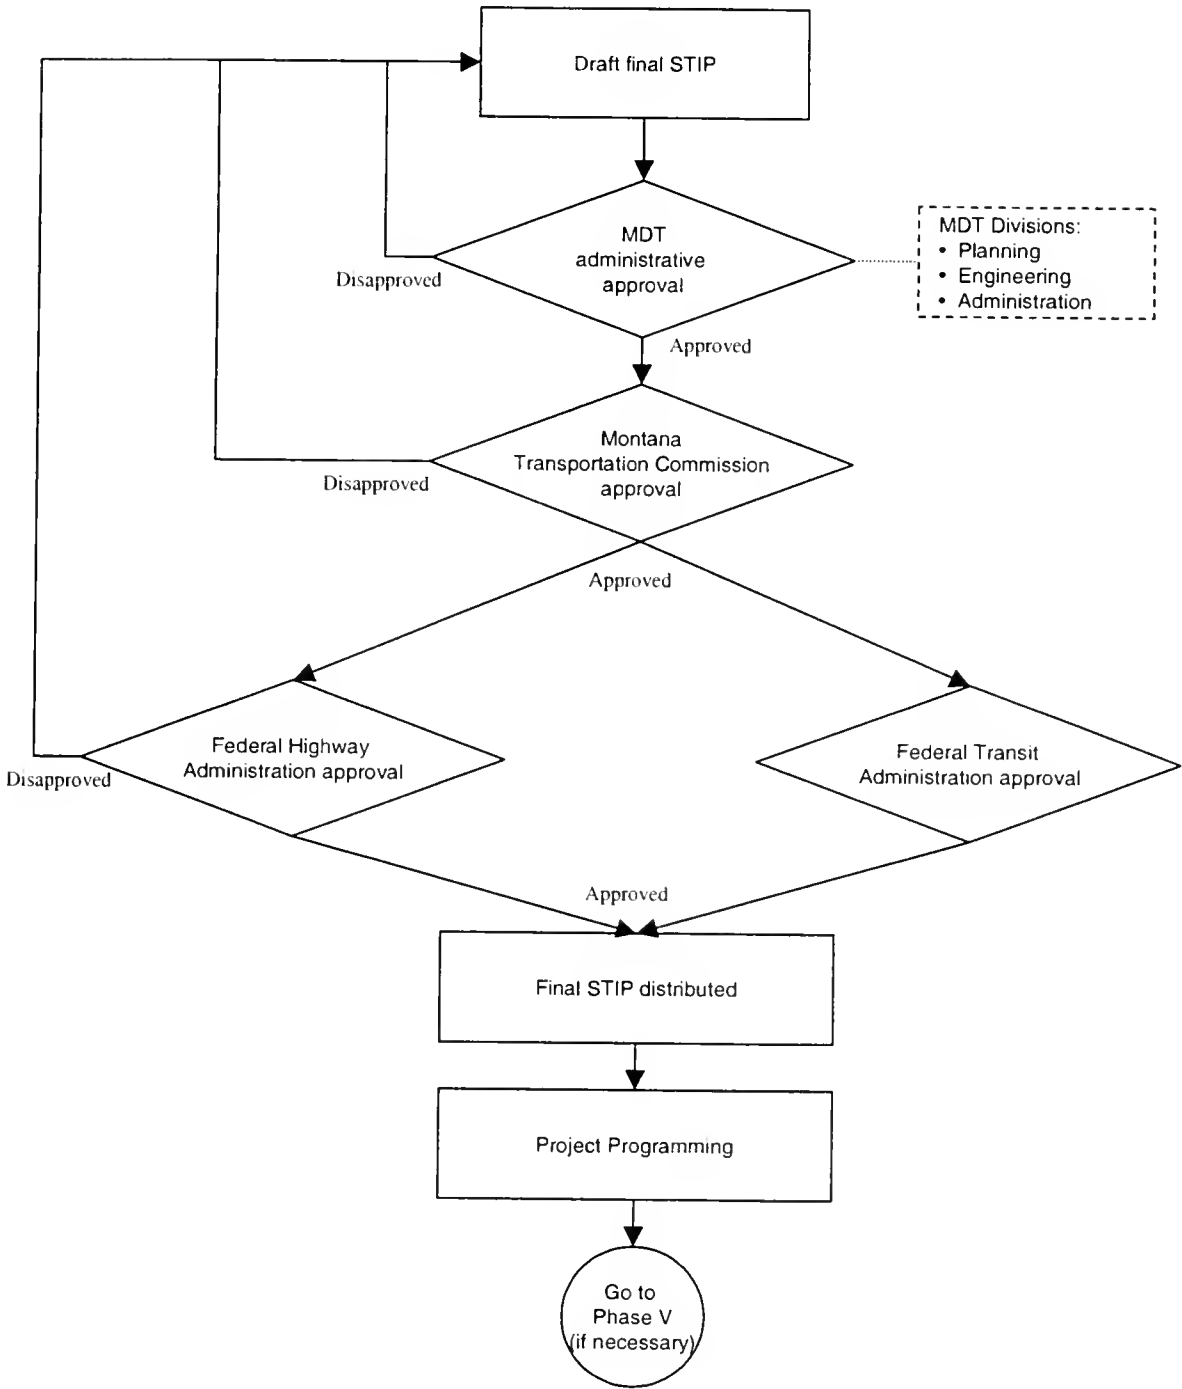 Draft final STIP
MDT
administrative
approval
MDT Divisions:
• Planning
• Engineering
• Administration
Disapproved
Approved
Montana
Transportation Commission
approval
Disapproved
Approved
Federal Highway
Administration approval
Federal Transit
Administration approval
Disapproved
Approved
Final STIP distributed
Project Programming
Go to
Phase V
(if necessary)